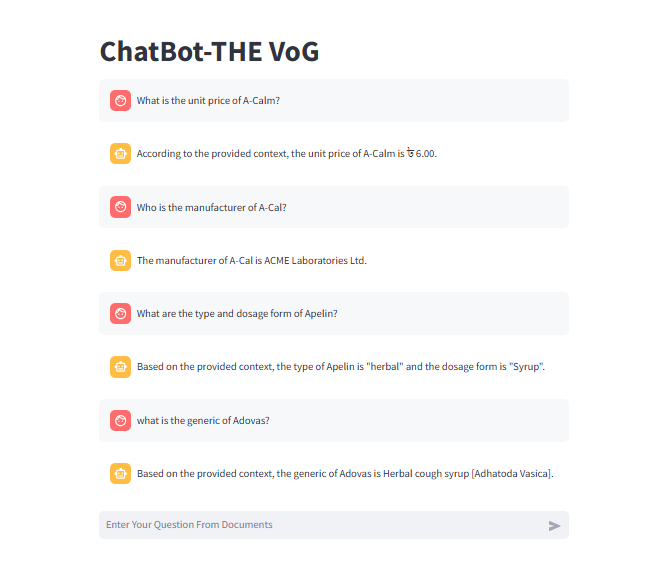 ChatBot-THE VoG
What is the unit price of A-Calm?
According to the provided context, the unit price of A-Calm is ৳ 6.00.
Who is the manufacturer of A-Cal?
The manufacturer of A-Cal is ACME Laboratories Ltd.
What are the type and dosage form of Apelin?
Based on the provided context, the type of Apelin is "herbal" and the dosage form is "Syrup".
what is the generic of Adovas?
Based on the provided context, the generic of Adovas is Herbal cough syrup [Adhatoda Vasica].
Enter Your Question From Documents